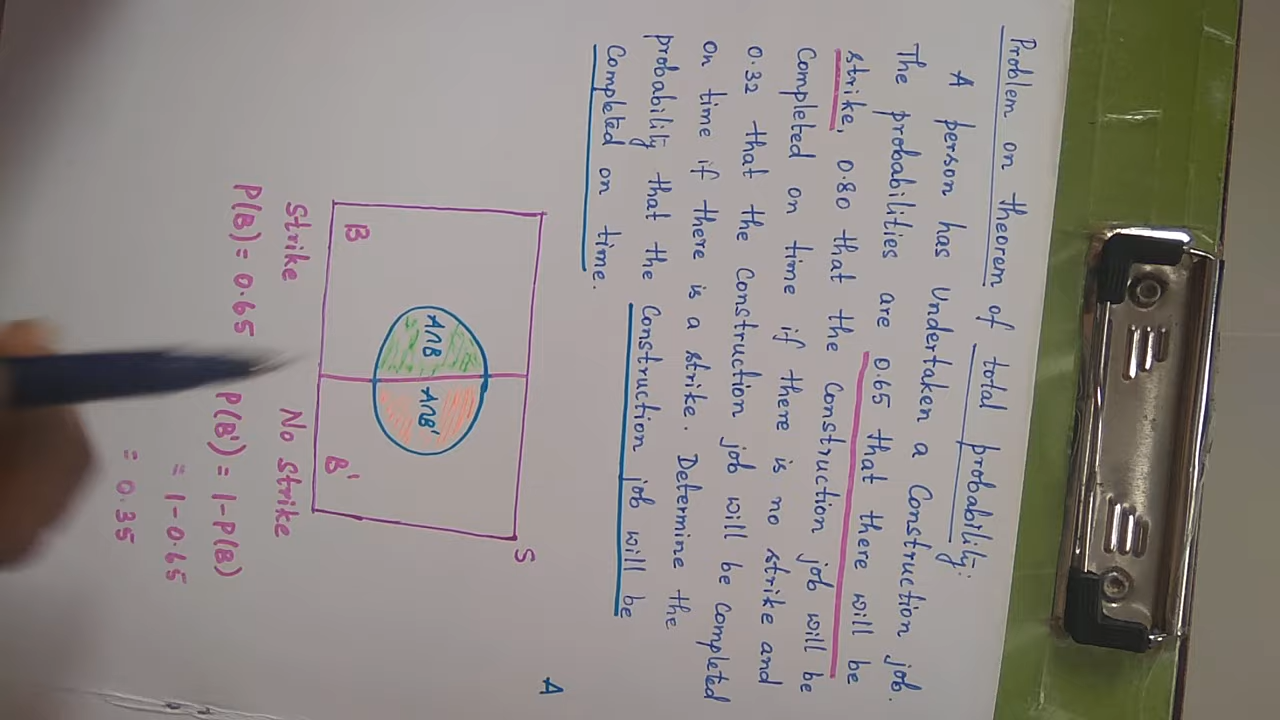 Problem on theorem of total probability:
A person has undertaken a Construction job.
The probabilities are 0.65 that there will be
strike, 0.80 that the Construction job will be
Completed on time if there is no strike and
0.32 that the Construction job will be completed
on time if there is a strike. Determine the
probability that the Construction job will be
Completed on time.
A
S
A∩B A∩B'
B B'
Strike No Strike
P(B) = 0.65 P(B') = 1-P(B)
= 1-0.65
= 0.35